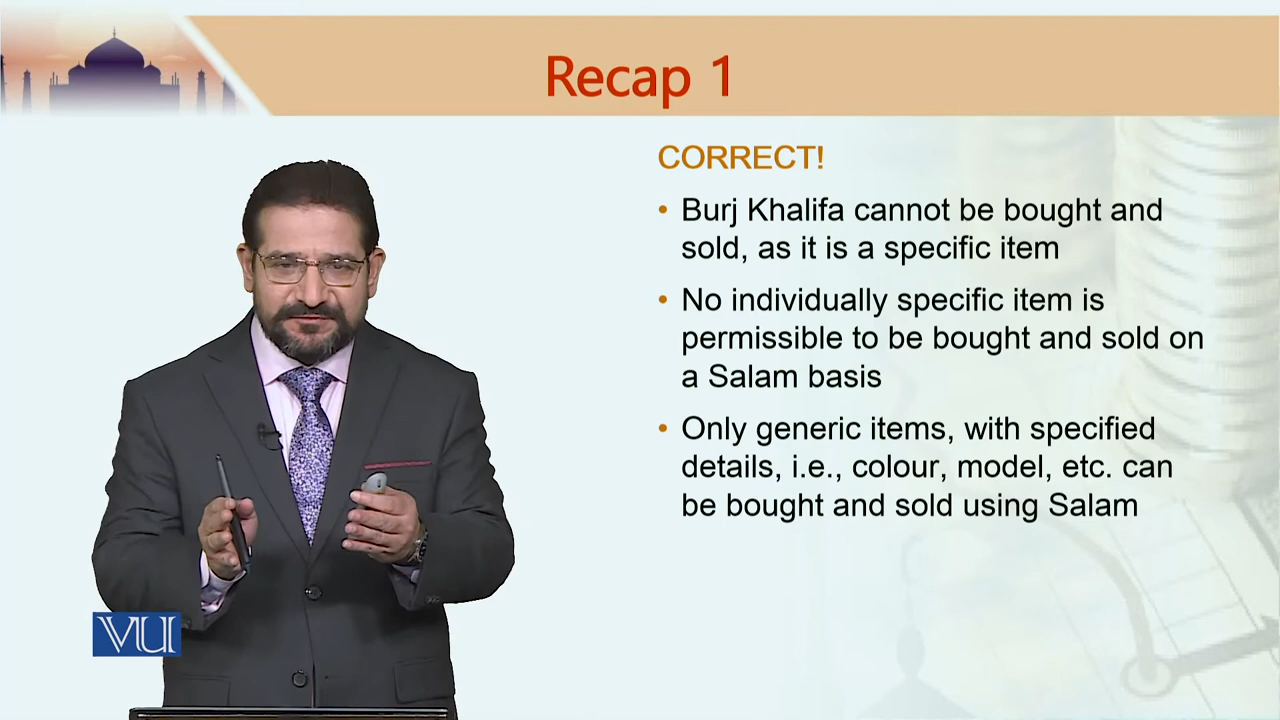 Recap 1
CORRECT!
• Burj Khalifa cannot be bought and
sold, as it is a specific item
• No individually specific item is
permissible to be bought and sold on
a Salam basis
• Only generic items, with specified
details, i.e., colour, model, etc. can
be bought and sold using Salam
VU